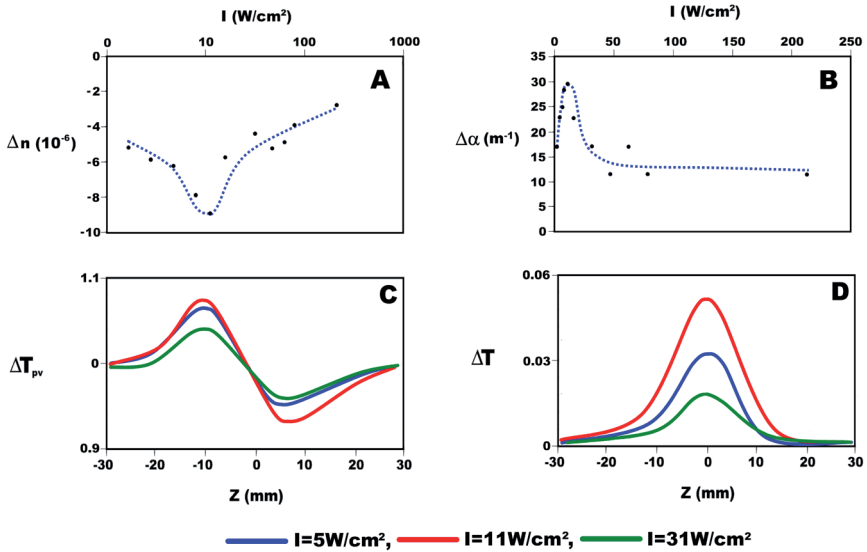 I (W/cm²)
0 10 100 1000
A
Δn (10⁻⁶)
0
-2
-4
-6
-8
-10
I (W/cm²)
0 50 100 150 200 250
B
Δα (m⁻¹)
35
30
25
20
15
10
5
0
C
ΔTpv
1.1
0
0.9
-30 -20 -10 0 10 20 30
Z (mm)
D
ΔT
0.06
0.03
0
-30 -10 0 10 20 30
Z (mm)
I=5W/cm², I=11W/cm², I=31W/cm²